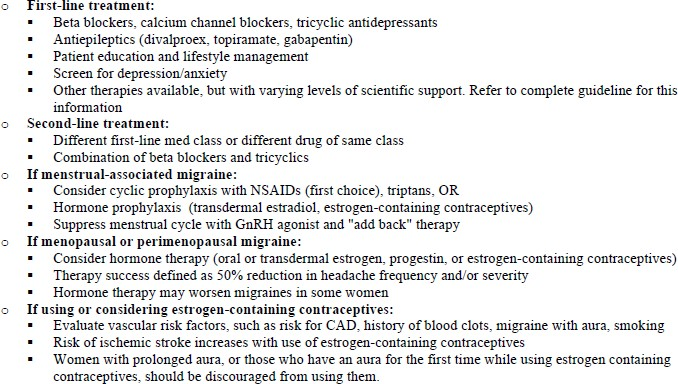 o First-line treatment:
▪ Beta blockers, calcium channel blockers, tricyclic antidepressants
▪ Antiepileptics (divalproex, topiramate, gabapentin)
▪ Patient education and lifestyle management
▪ Screen for depression/anxiety
▪ Other therapies available, but with varying levels of scientific support. Refer to complete guideline for this
information
o Second-line treatment:
▪ Different first-line med class or different drug of same class
▪ Combination of beta blockers and tricyclics
o If menstrual-associated migraine:
▪ Consider cyclic prophylaxis with NSAIDs (first choice), triptans, OR
▪ Hormone prophylaxis (transdermal estradiol, estrogen-containing contraceptives)
▪ Suppress menstrual cycle with GnRH agonist and "add back" therapy
o If menopausal or perimenopausal migraine:
▪ Consider hormone therapy (oral or transdermal estrogen, progestin, or estrogen-containing contraceptives)
▪ Therapy success defined as 50% reduction in headache frequency and/or severity
▪ Hormone therapy may worsen migraines in some women
o If using or considering estrogen-containing contraceptives:
▪ Evaluate vascular risk factors, such as risk for CAD, history of blood clots, migraine with aura, smoking
▪ Risk of ischemic stroke increases with use of estrogen-containing contraceptives
▪ Women with prolonged aura, or those who have an aura for the first time while using estrogen containing
contraceptives, should be discouraged from using them.